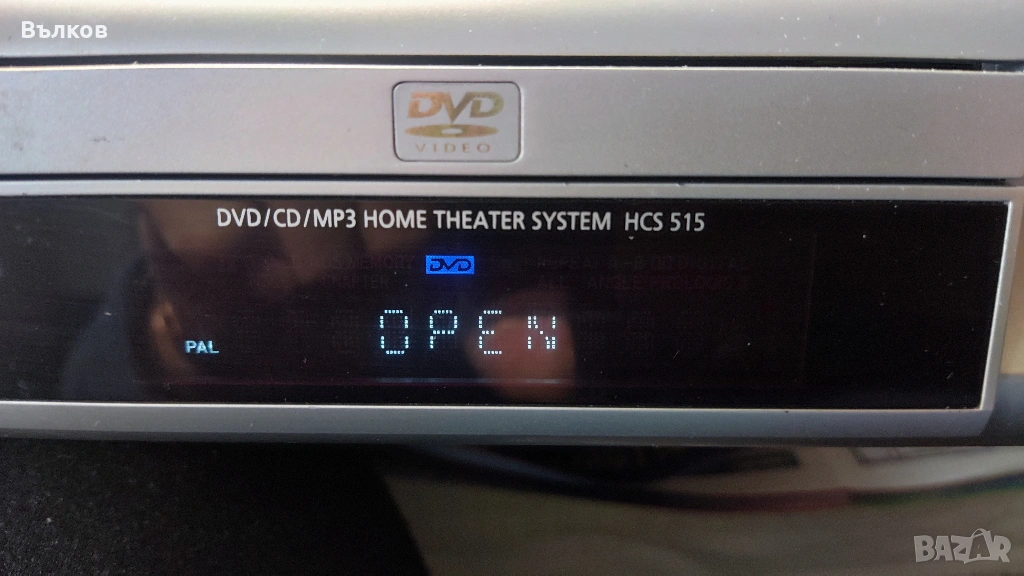 Вълков
DVD
VIDEO
DVD/CD/MP3 HOME THEATER SYSTEM HCS 515
DVD
OPEN
PAL
BAZAR